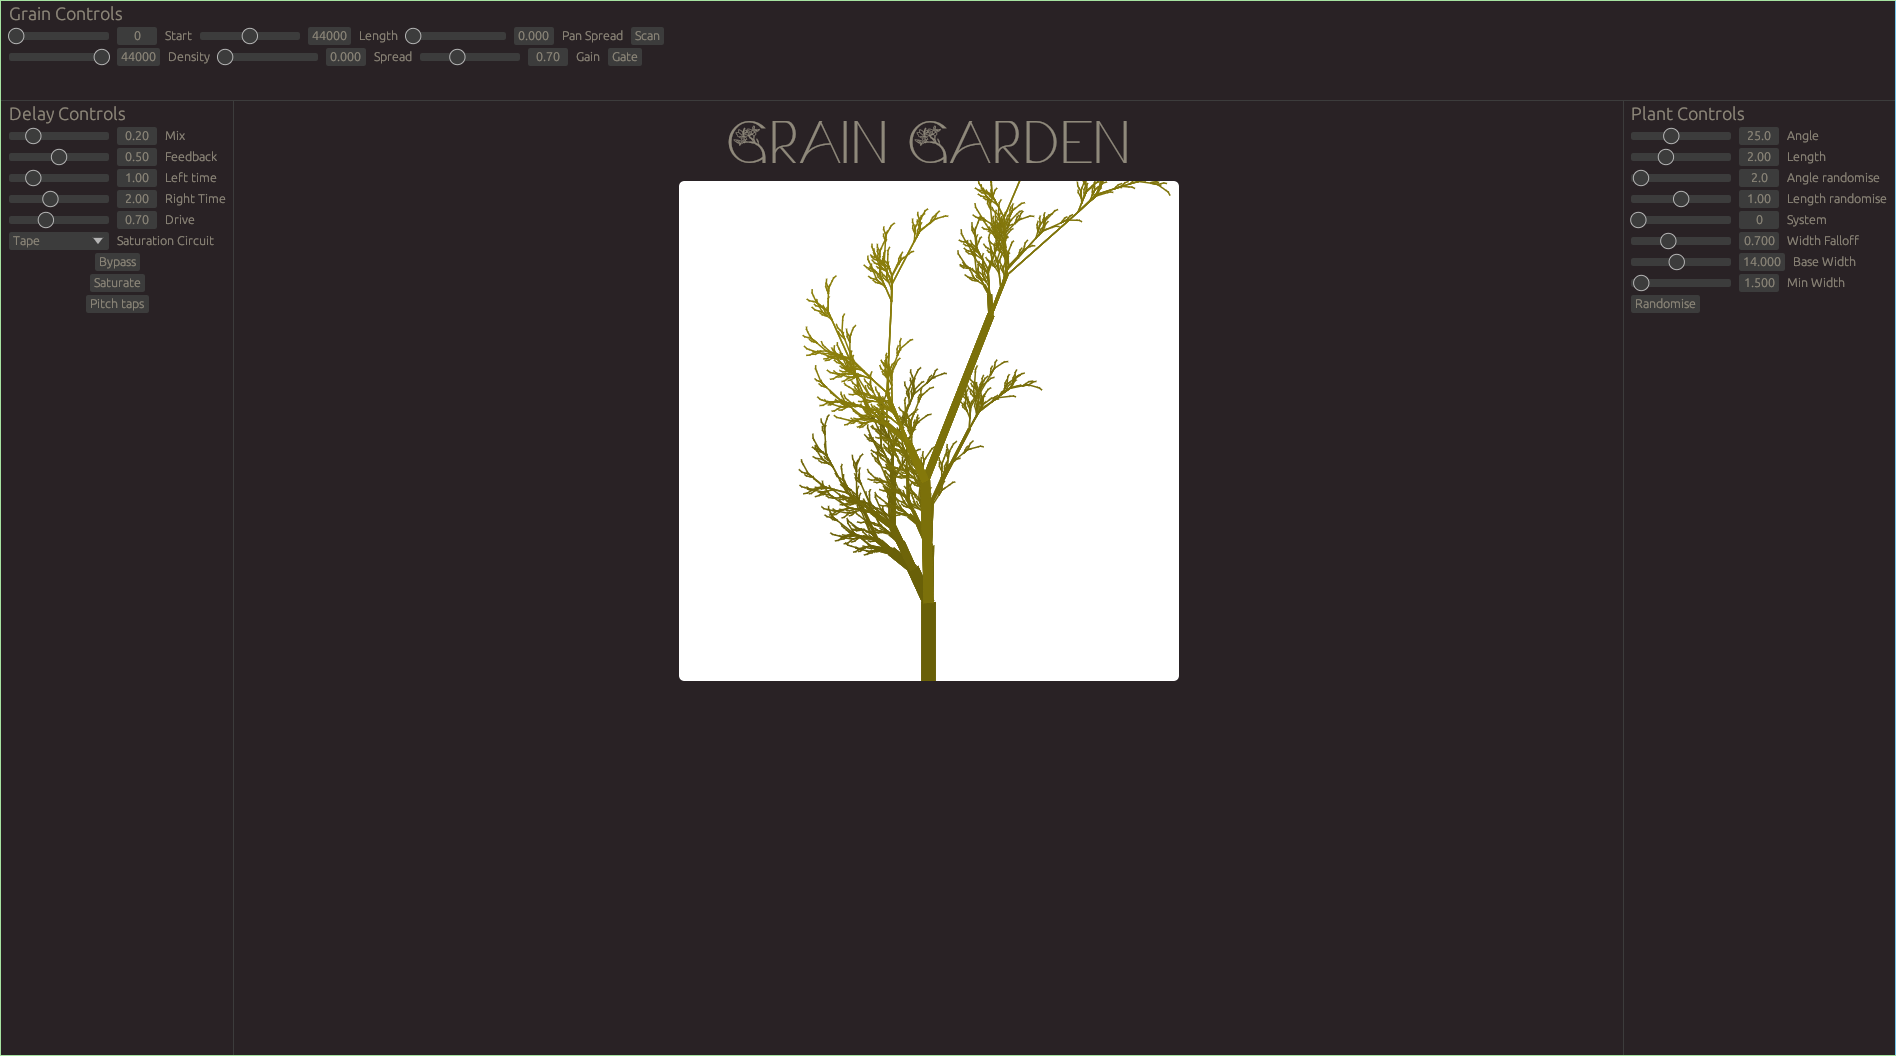 Grain Controls
0 Start 44000 Length 0.000 Pan Spread Scan
44000 Density 0.000 Spread 0.70 Gain Gate
Delay Controls
0.20 Mix
0.50 Feedback
1.00 Left time
2.00 Right Time
0.70 Drive
Tape Saturation Circuit
Bypass
Saturate
Pitch taps
GRAIN GARDEN
Plant Controls
25.0 Angle
2.00 Length
2.0 Angle randomise
1.00 Length randomise
0 System
0.700 Width Falloff
14.000 Base Width
1.500 Min Width
Randomise